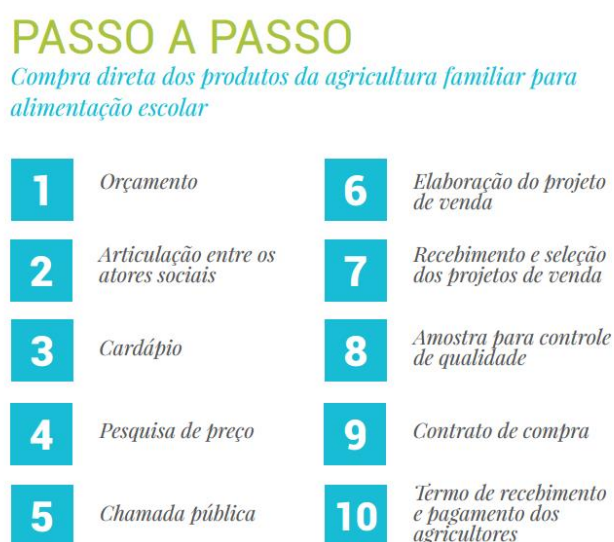 PASSO A PASSO
Compra direta dos produtos da agricultura familiar para
alimentação escolar
1
Orçamento
2
Articulação entre os
atores sociais
3
Cardápio
4
Pesquisa de preço
5
Chamada pública
6
Elaboração do projeto
de venda
7
Recebimento e seleção
dos projetos de venda
8
Amostra para controle
de qualidade
9
Contrato de compra
10
Termo de recebimento
e pagamento dos
agricultores